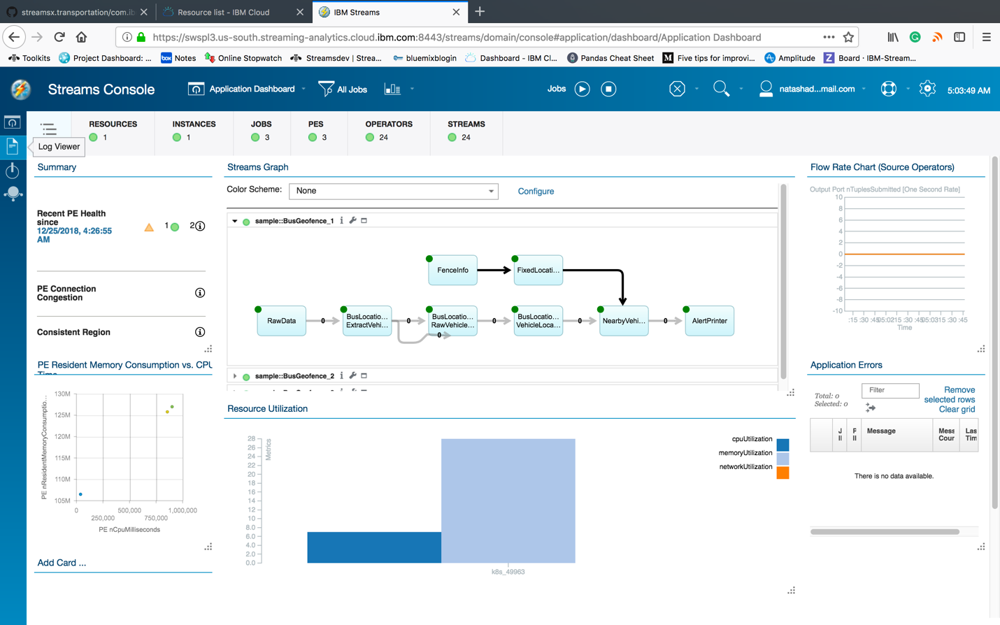 streamsx.transportation/com.ib
Resource list - IBM Cloud
IBM Streams
https://swspl3.us-south.streaming-analytics.cloud.ibm.com:8443/streams/domain/console#application/dashboard/Application Dashboard
Toolkits
Project Dashboard: ...
box Notes
Online Stopwatch
Streamsdev | Strea...
bluemixblogin
Dashboard - IBM Cl...
Pandas Cheat Sheet
M Five tips for improvi...
Amplitude
Z Board · IBM-Stream...
Streams Console
Application Dashboard
All Jobs
Jobs
natashad...mail.com
5:03:49 AM
RESOURCES
1
INSTANCES
1
JOBS
3
PES
3
OPERATORS
24
STREAMS
24
Log Viewer
Summary
Recent PE Health
since
12/25/2018, 4:26:55
AM
1
2
PE Connection
Congestion
Consistent Region
PE Resident Memory Consumption vs. CPU
Time
130M
125M
120M
115M
110M
105M
PE nResidentMemoryConsumptio...
0
250,000
500,000
750,000
1,000,000
PE nCpuMilliseconds
Add Card ...
Streams Graph
Color Scheme:
None
Configure
sample::BusGeofence_1
FenceInfo
FixedLocati...
RawData
0
BusLocatio...
ExtractVehi...
0
0
BusLocatio...
RawVehicle...
0
BusLocatio...
VehicleLoca...
0
NearbyVehi...
0
AlertPrinter
sample::BusGeofence_2
Resource Utilization
28
26
24
22
20
18
16
14
12
10
8.0
6.0
4.0
2.0
0.0
Metrics
k8s_49963
cpuUtilization
memoryUtilization
networkUtilization
Flow Rate Chart (Source Operators)
Output Port nTuplesSubmitted [One Second Rate]
10
8
6
4
2
0
-2
-4
-6
-8
-10
:15 :30 :45 05:02 :15 :30 :45 05:03 :15 :30 :45
Time
Application Errors
Total: 0
Selected: 0
Filter
Remove
selected rows
Clear grid
Message
Mess
Cour
Las
Tim
There is no data available.